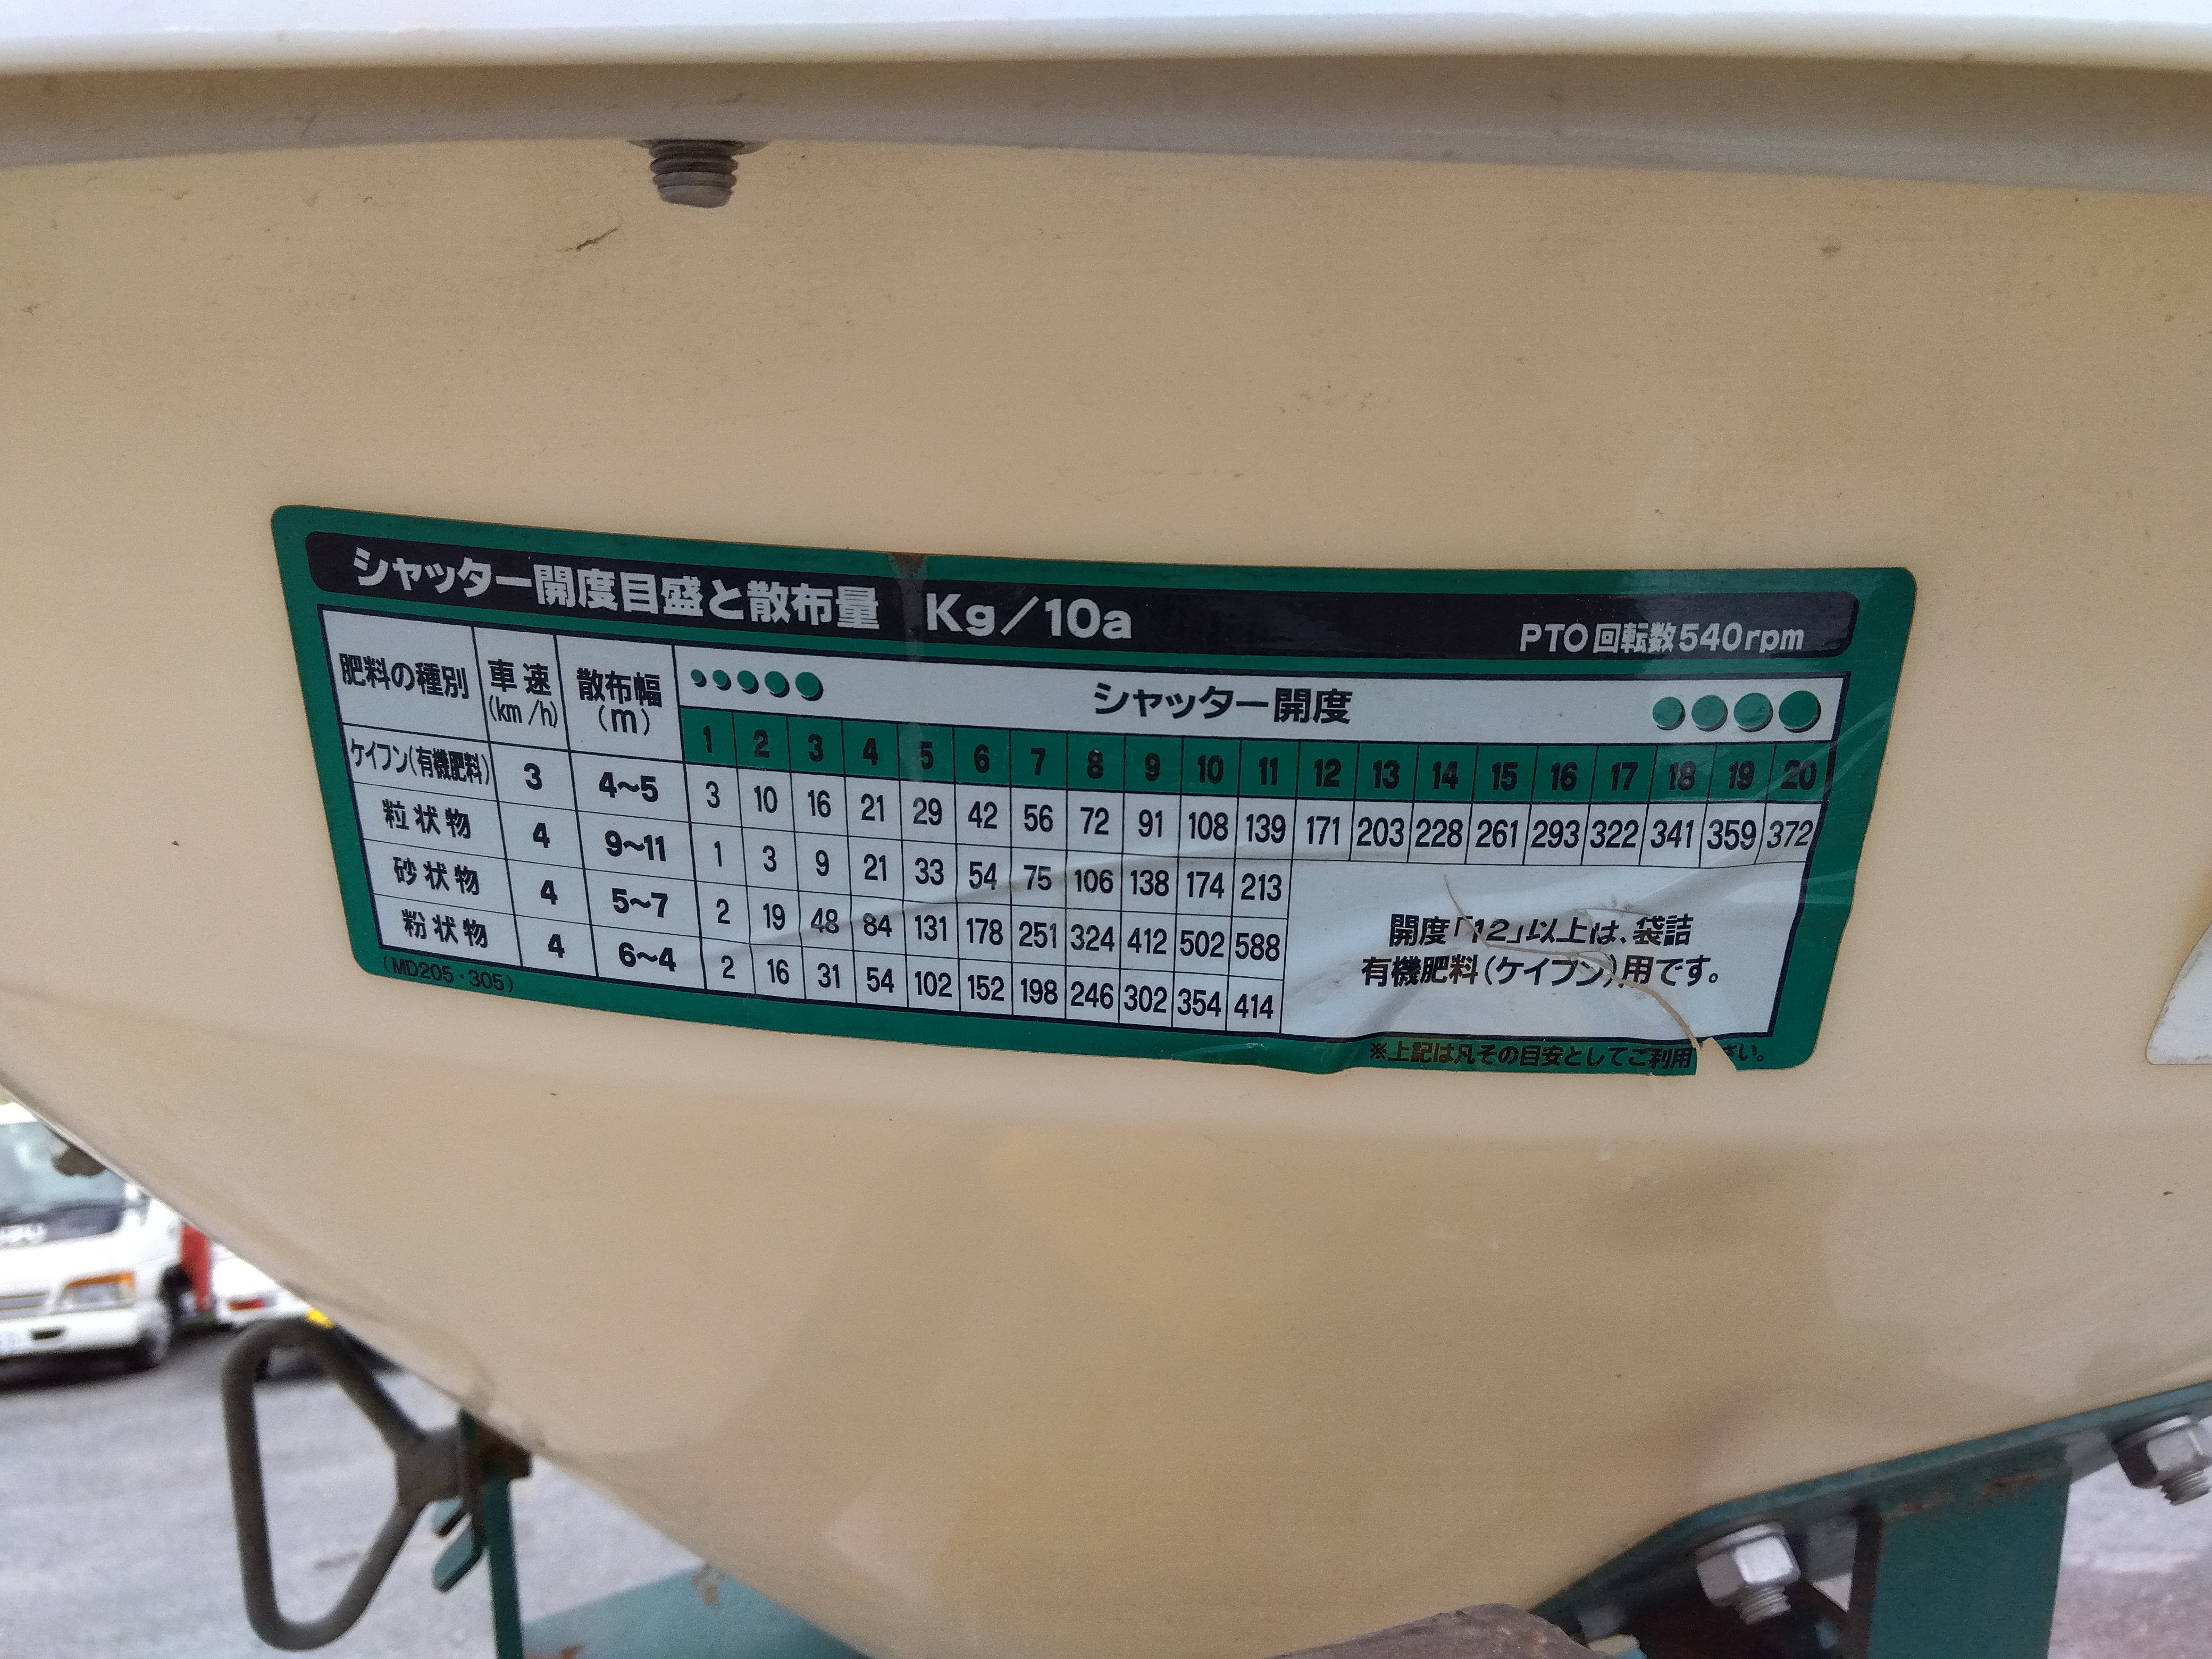 シャッター開度目盛と散布量 Kg/10a PTO回転数540rpm
肥料の種別 車速(km/h) 散布幅(m) シャッター開度
1 2 3 4 5 6 7 8 9 10 11 12 13 14 15 16 17 18 19 20
ケイフン(有機肥料) 3 4〜5 3 10 16 21 29 42 56 72 91 108 139 171 203 228 261 293 322 341 359 372
粒状物 4 9〜11 1 3 9 21 33 54 75 106 138 174 213
砂状物 4 5〜7 2 19 48 84 131 178 251 324 412 502 588
粉状物 4 6〜4 2 16 31 54 102 152 198 246 302 354 414
開度「12」以上は、袋詰
有機肥料(ケイフン)用です。
(MD205・305)
※上記は凡その目安としてご利用 さい。